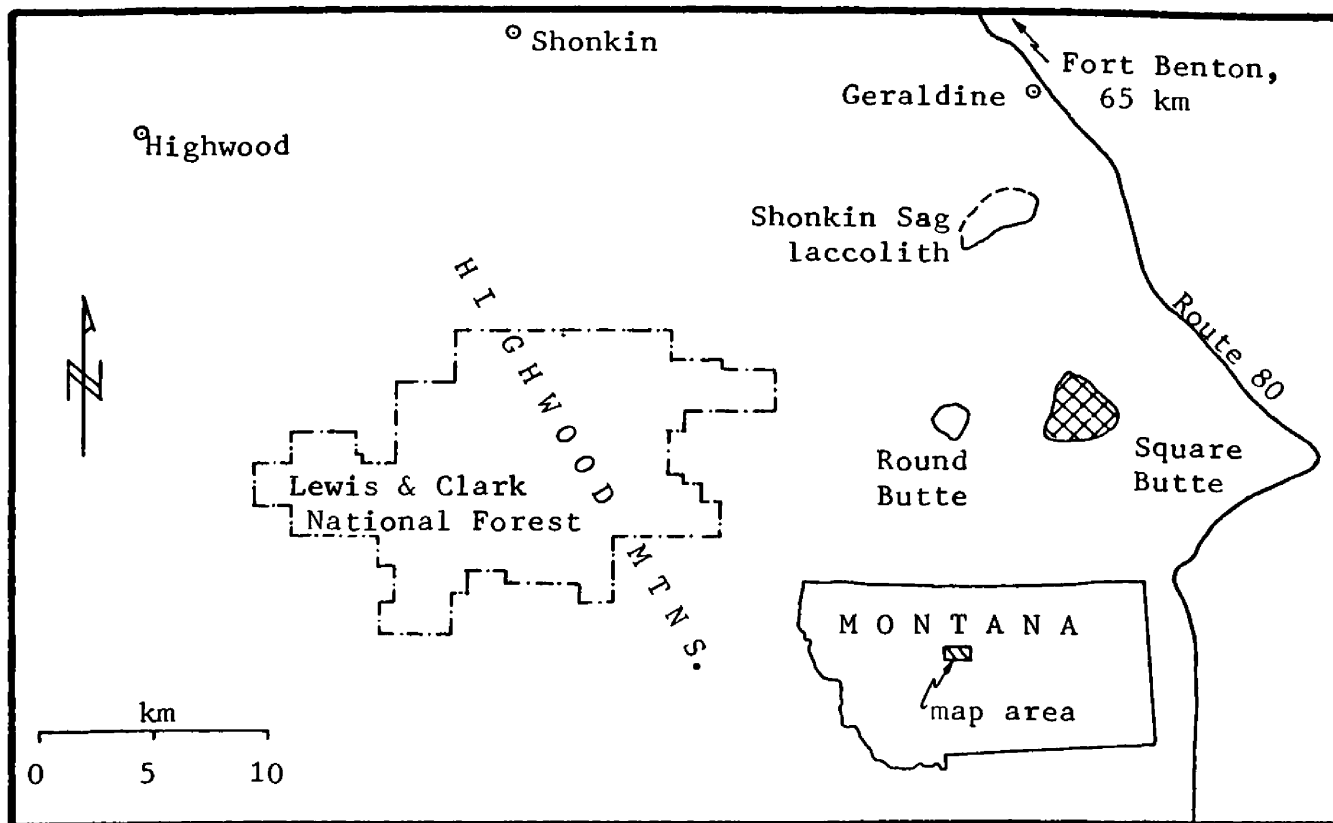 Shonkin
Fort Benton,
65 km
Geraldine
Highwood
Shonkin Sag
laccolith
HIGHWOOD MTNS.
N
Route 80
Round
Butte
Square
Butte
Lewis & Clark
National Forest
MONTANA
map area
km
0 5 10